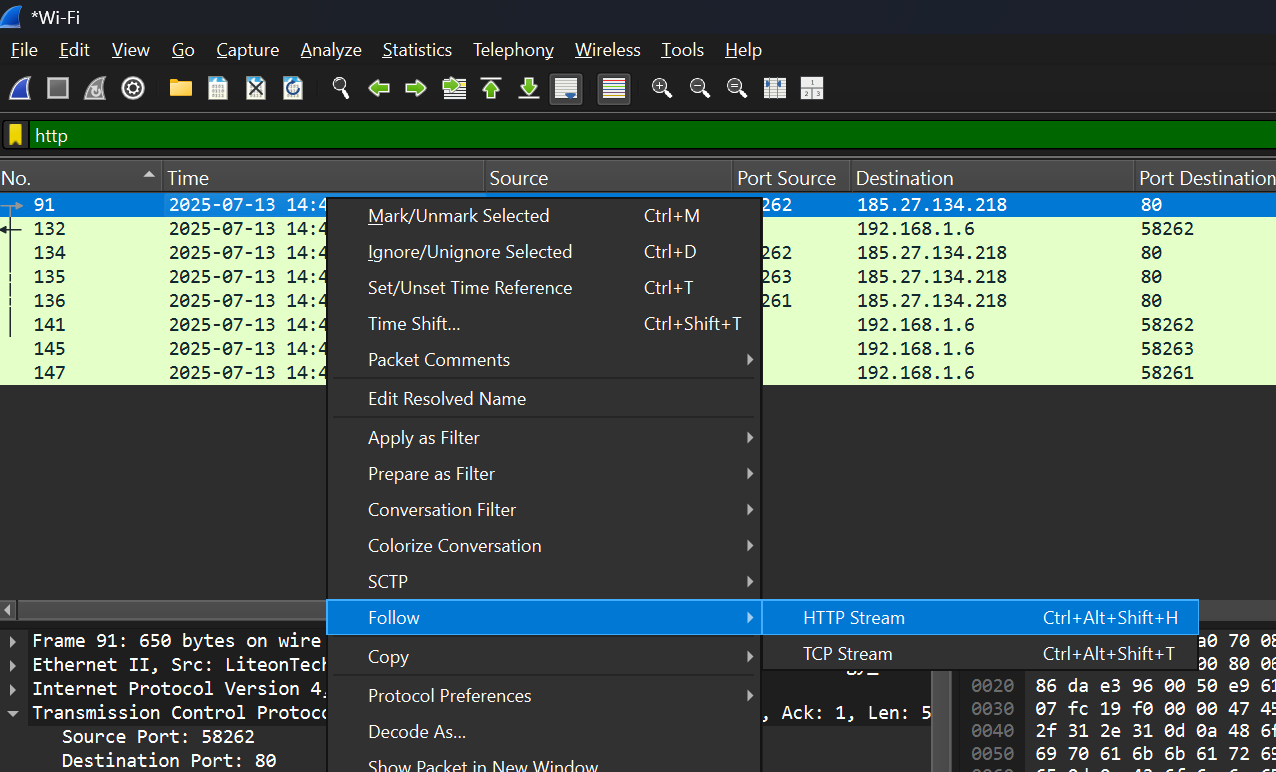 *Wi-Fi
File Edit View Go Capture Analyze Statistics Telephony Wireless Tools Help
http
No. Time Source Port Source Destination Port Destination
91 2025-07-13 14:4 262 185.27.134.218 80
132 2025-07-13 14:4 192.168.1.6 58262
134 2025-07-13 14:4 262 185.27.134.218 80
135 2025-07-13 14:4 263 185.27.134.218 80
136 2025-07-13 14:4 261 185.27.134.218 80
141 2025-07-13 14:4 192.168.1.6 58262
145 2025-07-13 14:4 192.168.1.6 58263
147 2025-07-13 14:4 192.168.1.6 58261
Mark/Unmark Selected Ctrl+M
Ignore/Unignore Selected Ctrl+D
Set/Unset Time Reference Ctrl+T
Time Shift... Ctrl+Shift+T
Packet Comments
Edit Resolved Name
Apply as Filter
Prepare as Filter
Conversation Filter
Colorize Conversation
SCTP
Follow
HTTP Stream Ctrl+Alt+Shift+H
TCP Stream Ctrl+Alt+Shift+T
Copy
Protocol Preferences
Decode As...
Show Packet in New Window
Frame 91: 650 bytes on wire
Ethernet II, Src: LiteonTech
Internet Protocol Version 4,
Transmission Control Protoco , Ack: 1, Len: 5
Source Port: 58262
Destination Port: 80
a0 70 08
00 80 06
0020 86 da e3 96 00 50 e9 61
0030 07 fc 19 f0 00 00 47 45
0040 2f 31 2e 31 0d 0a 48 6f
0050 69 70 61 6b 6b 61 72 65